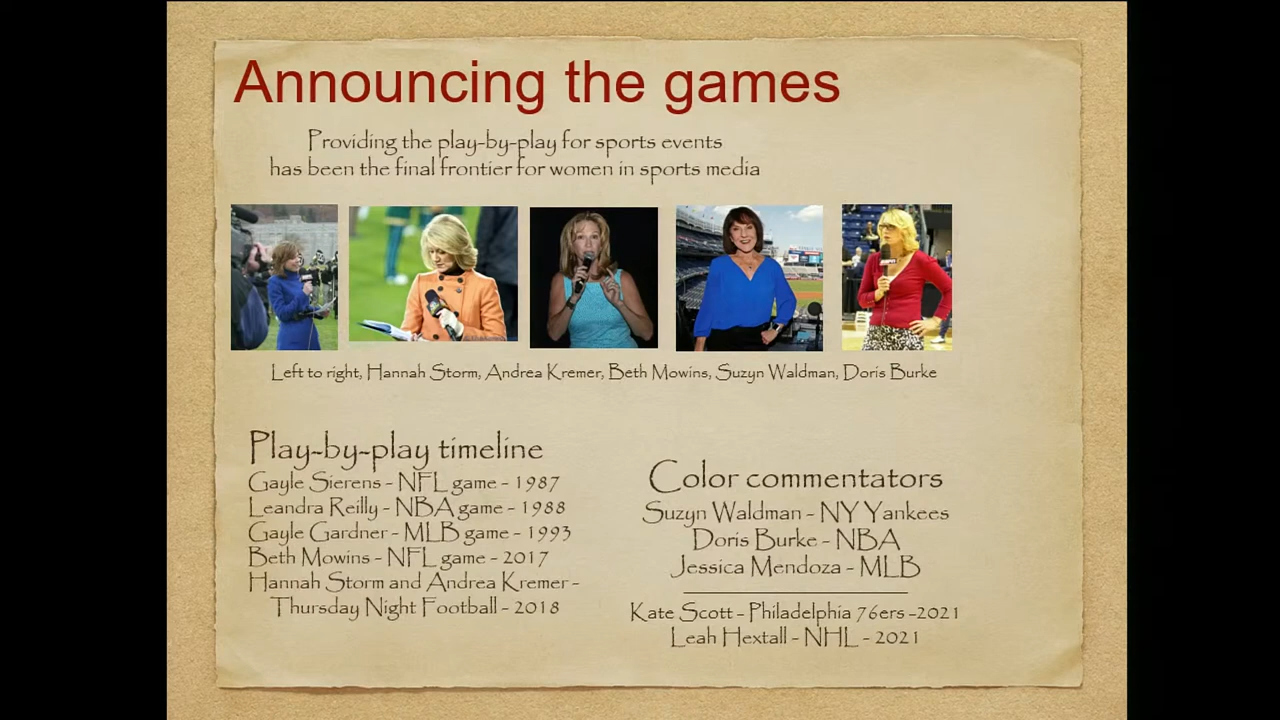 Announcing the games
Providing the play-by-play for sports events
has been the final frontier for women in sports media
ESPN
Left to right, Hannah Storm, Andrea Kremer, Beth Mowins, Suzyn Waldman, Doris Burke
Play-by-play timeline
Gayle Sierens - NFL game - 1987
Leandra Reilly - NBA game - 1988
Gayle Gardner - MLB game - 1993
Beth Mowins - NFL game - 2017
Hannah Storm and Andrea Kremer -
Thursday Night Football - 2018
Color commentators
Suzyn Waldman - NY Yankees
Doris Burke - NBA
Jessica Mendoza - MLB
Kate Scott - Philadelphia 76ers -2021
Leah Hextall - NHL - 2021